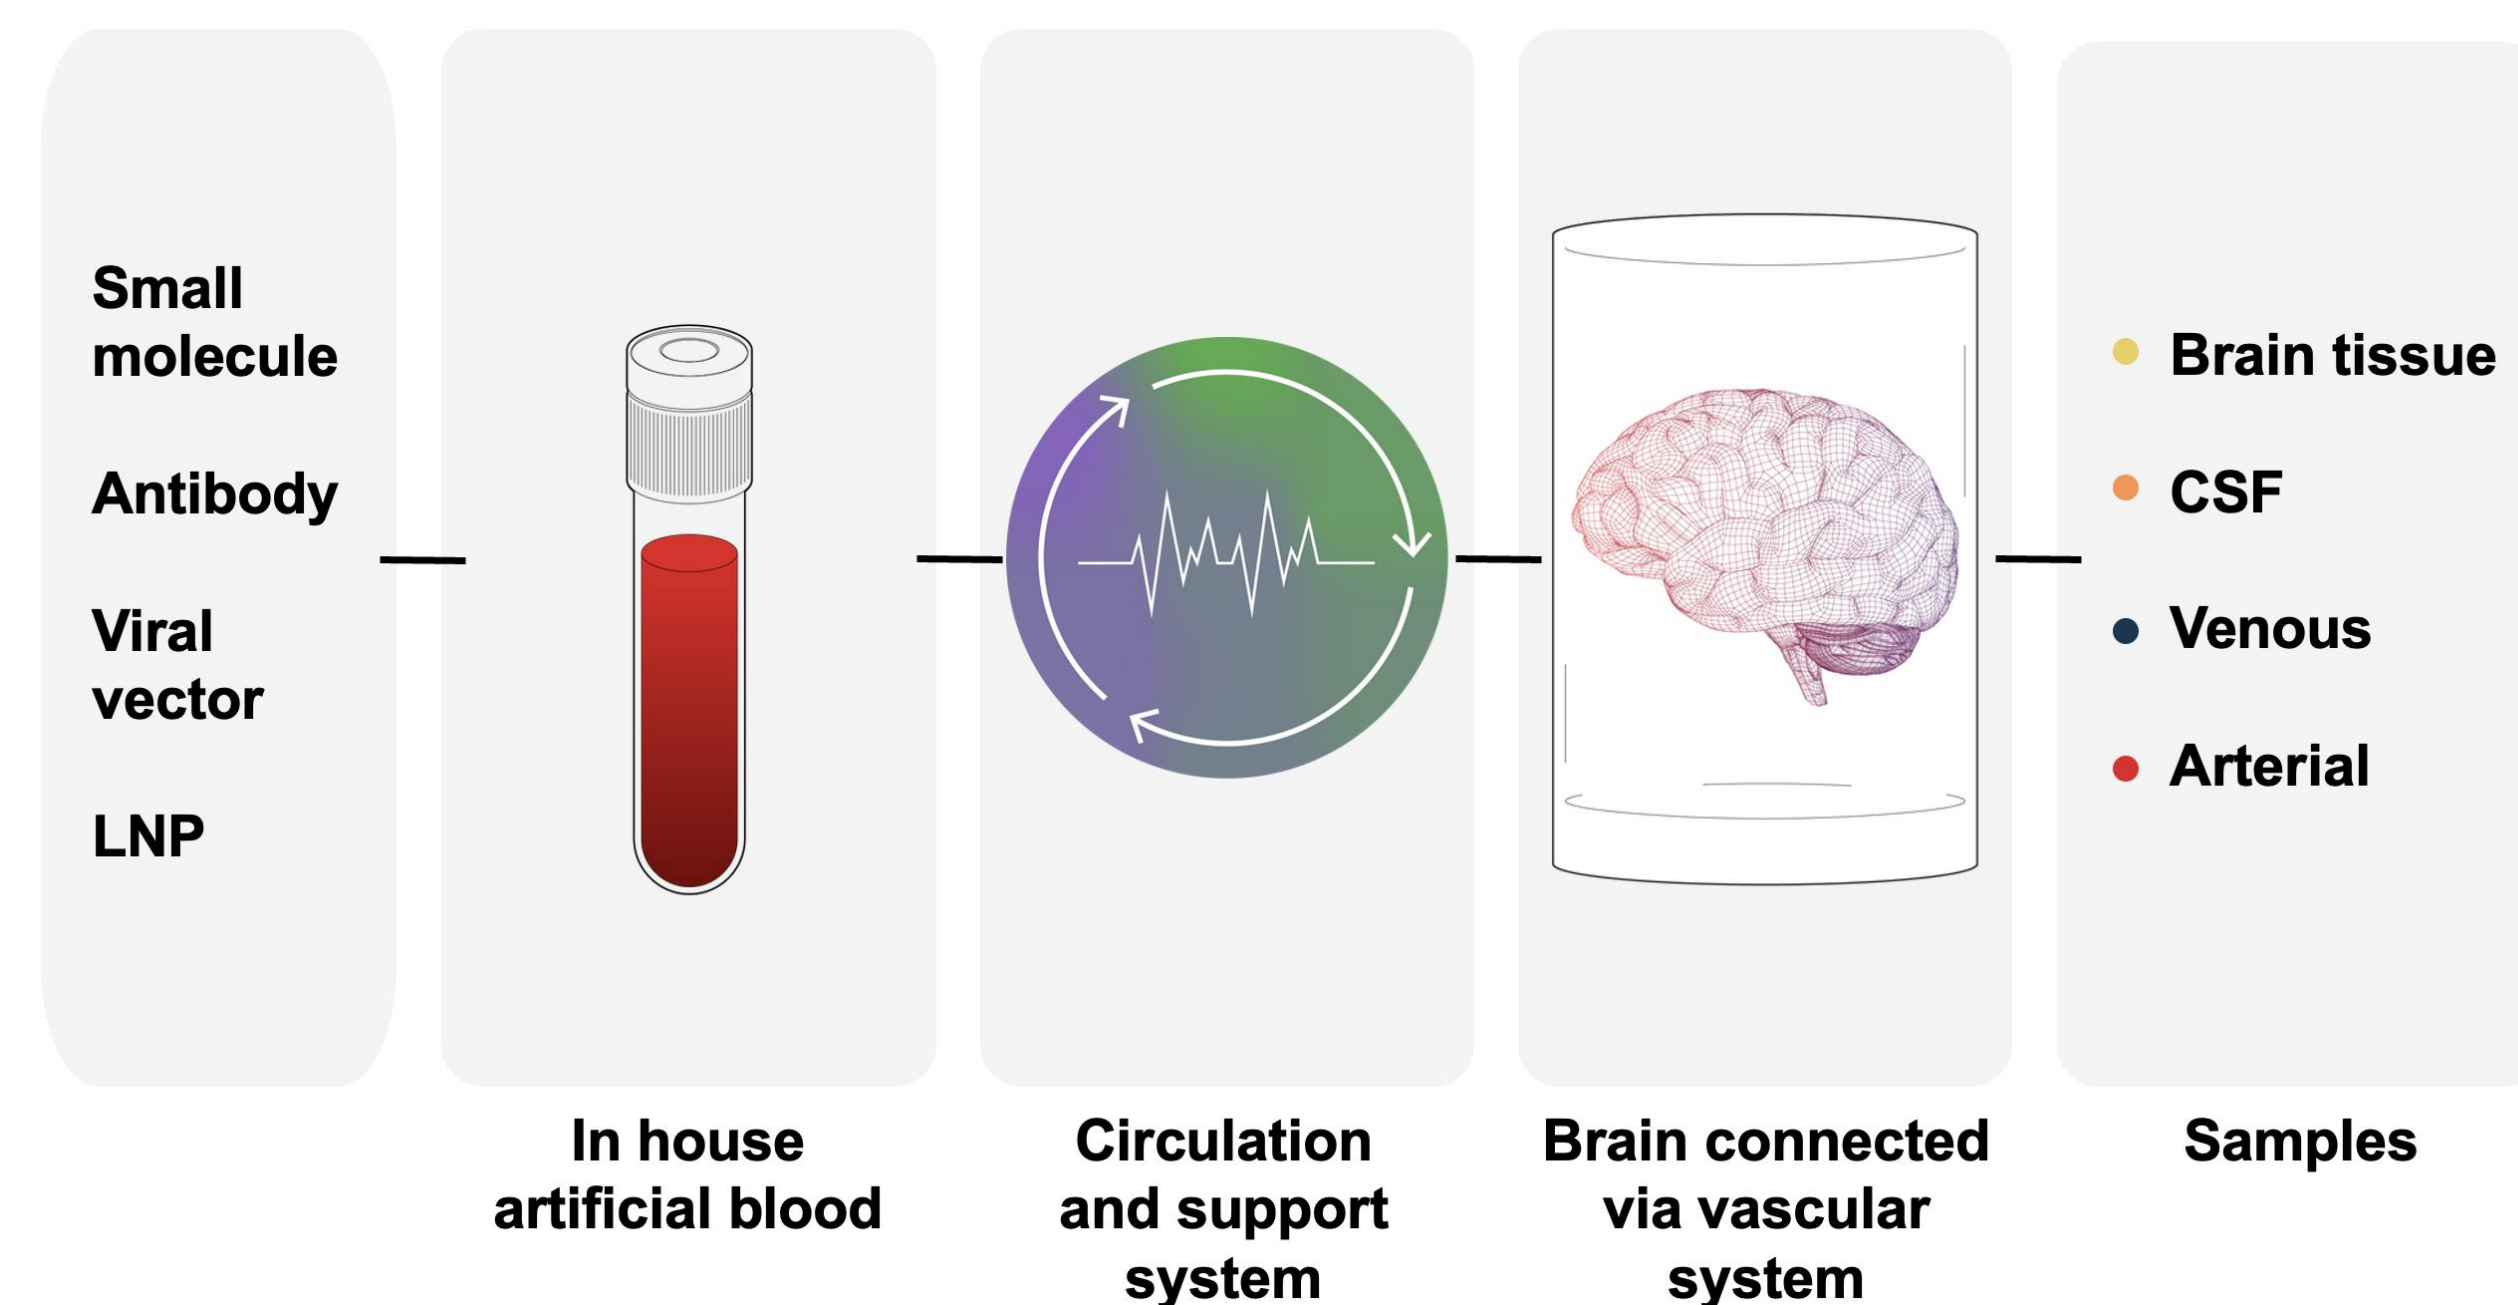 Small
molecule
Antibody
Viral
vector
LNP
In house
artificial blood
Circulation
and support
system
Brain connected
via vascular
system
Brain tissue
CSF
Venous
Arterial
Samples